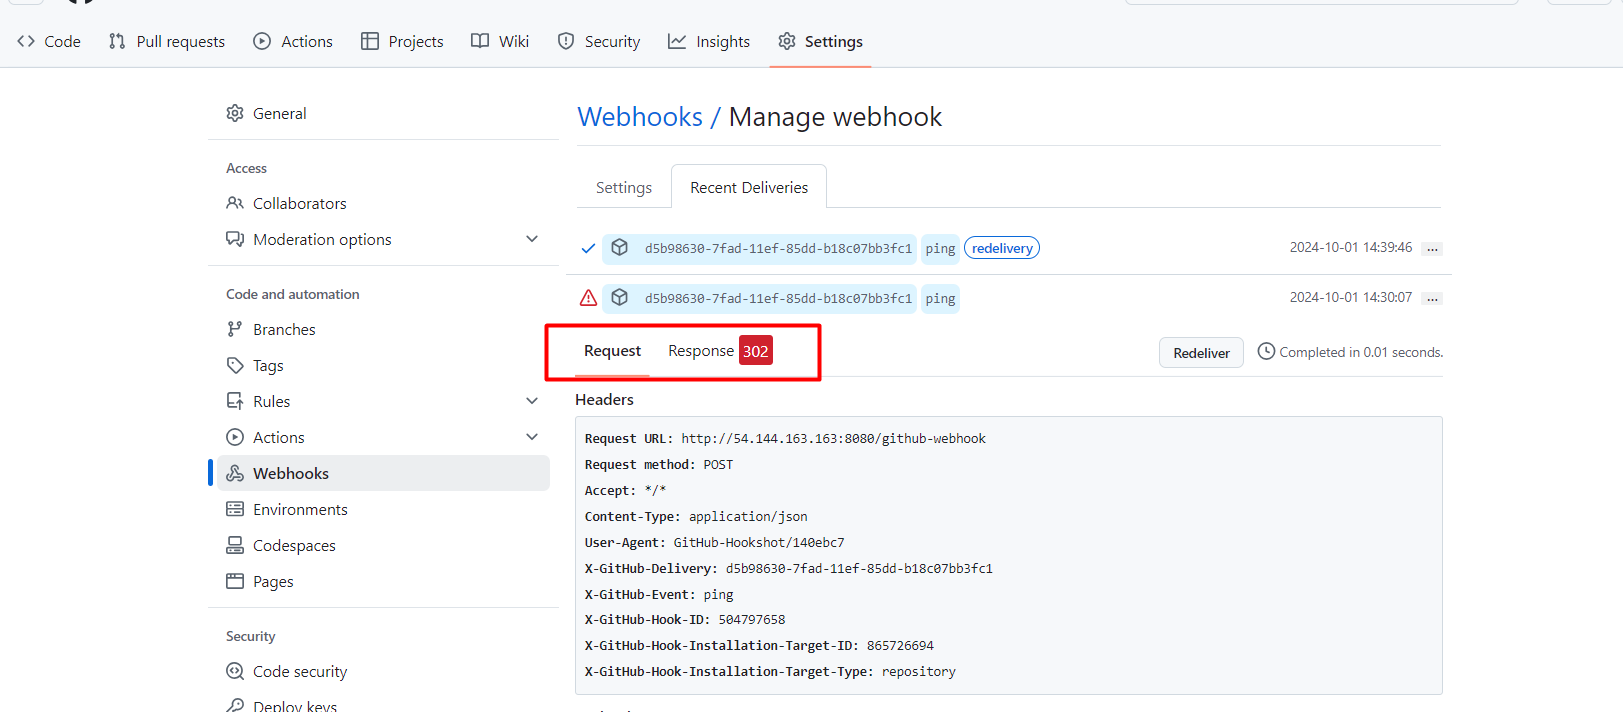 Code Pull requests Actions Projects Wiki Security Insights Settings
General
Access
Collaborators
Moderation options
Code and automation
Branches
Tags
Rules
Actions
Webhooks
Environments
Codespaces
Pages
Security
Code security
Deploy keys
Webhooks / Manage webhook
Settings Recent Deliveries
d5b98630-7fad-11ef-85dd-b18c07bb3fc1 ping redelivery 2024-10-01 14:39:46 ...
d5b98630-7fad-11ef-85dd-b18c07bb3fc1 ping 2024-10-01 14:30:07 ...
Request Response 302 Redeliver Completed in 0.01 seconds.
Headers
Request URL: http://54.144.163.163:8080/github-webhook
Request method: POST
Accept: */*
Content-Type: application/json
User-Agent: GitHub-Hookshot/140ebc7
X-GitHub-Delivery: d5b98630-7fad-11ef-85dd-b18c07bb3fc1
X-GitHub-Event: ping
X-GitHub-Hook-ID: 504797658
X-GitHub-Hook-Installation-Target-ID: 865726694
X-GitHub-Hook-Installation-Target-Type: repository